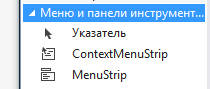 Меню и панели инструмент...
Указатель
ContextMenuStrip
MenuStrip